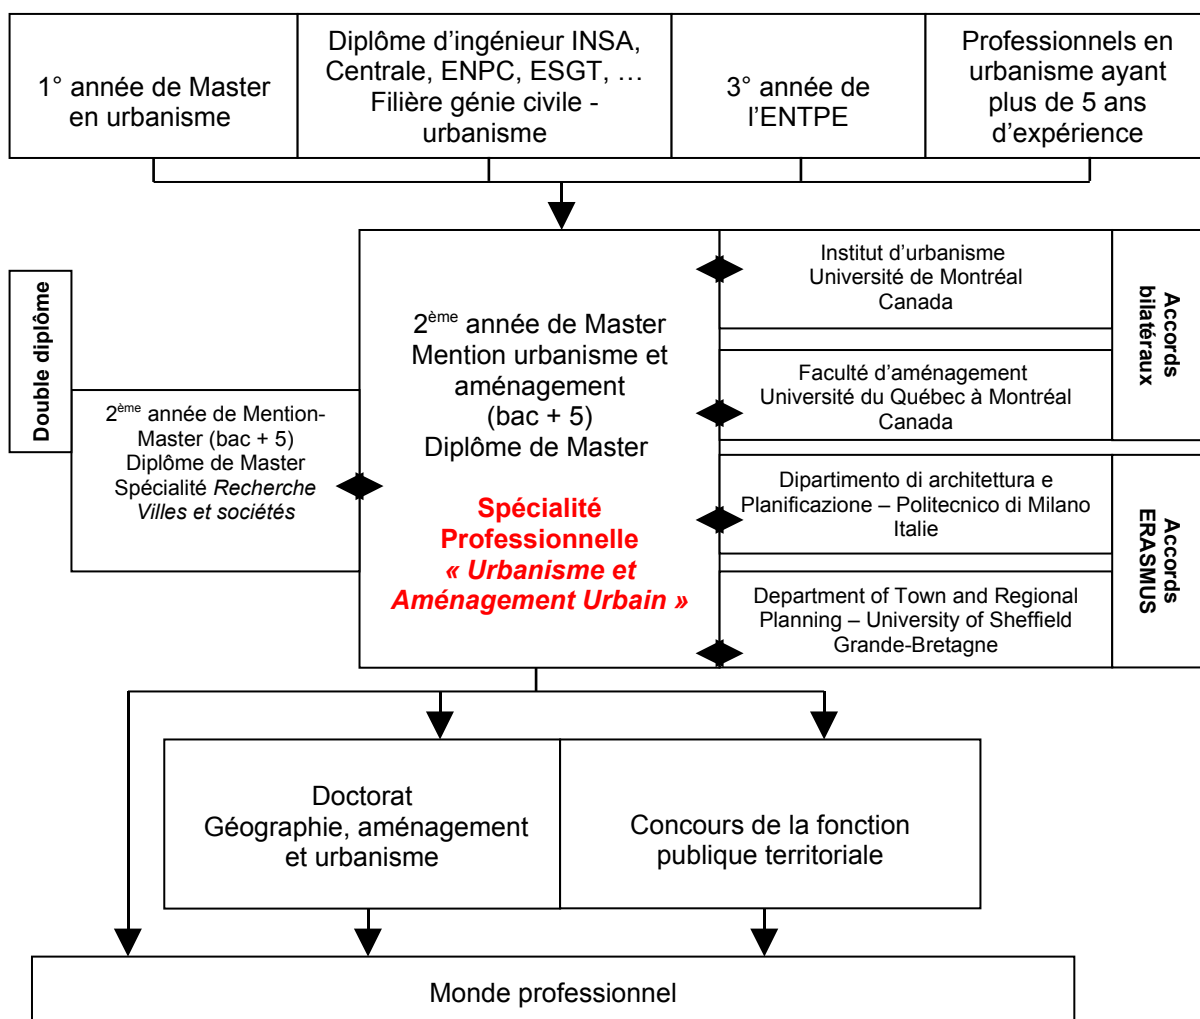 1° année de Master
en urbanisme
Diplôme d’ingénieur INSA,
Centrale, ENPC, ESGT, …
Filière génie civile -
urbanisme
3° année de
l’ENTPE
Professionnels en
urbanisme ayant
plus de 5 ans
d’expérience
Double diplôme
2ème année de Mention-
Master (bac + 5)
Diplôme de Master
Spécialité Recherche
Villes et sociétés
2ème année de Master
Mention urbanisme et
aménagement
(bac + 5)
Diplôme de Master
Spécialité
Professionnelle
« Urbanisme et
Aménagement Urbain »
Institut d’urbanisme
Université de Montréal
Canada
Faculté d’aménagement
Université du Québec à Montréal
Canada
Accords
bilatéraux
Dipartimento di architettura e
Planificazione – Politecnico di Milano
Italie
Department of Town and Regional
Planning – University of Sheffield
Grande-Bretagne
Accords
ERASMUS
Doctorat
Géographie, aménagement
et urbanisme
Concours de la fonction
publique territoriale
Monde professionnel